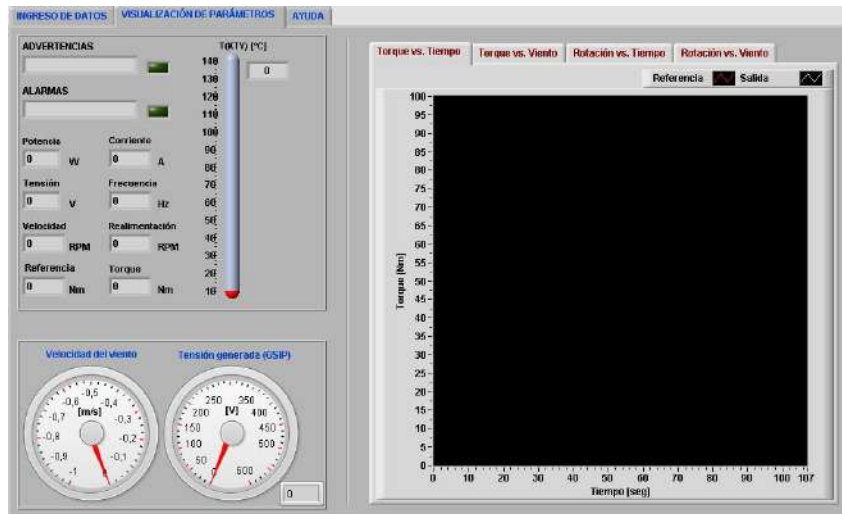 INGRESO DE DATOS
VISUALIZACIÓN DE PARÁMETROS
AYUDA
ADVERTENCIAS
ALARMAS
Potencia
0 W
Corriente
0 A
Tensión
0 V
Frecuencia
0 Hz
Velocidad
0 RPM
Realimentación
0 RPM
Referencia
0 Nm
Torque
0 Nm
T(KTY) [°C]
0
140
130
120
110
100
90
80
70
60
50
40
30
20
10
Velocidad del viento
[m/s]
-1
-0,9
-0,8
-0,7
-0,6
-0,5
-0,4
-0,3
-0,2
-0,1
0
Tensión generada (GSIP)
[V]
0
50
100
150
200
250
350
400
450
500
600
0
Torque vs. Tiempo
Torque vs. Viento
Rotación vs. Tiempo
Rotación vs. Viento
Referencia
Salida
Torque [Nm]
100
95
90
85
80
75
70
65
60
55
50
45
40
35
30
25
20
15
10
5
0
0 10 20 30 40 50 60 70 80 90 100 107
Tiempo [seg]